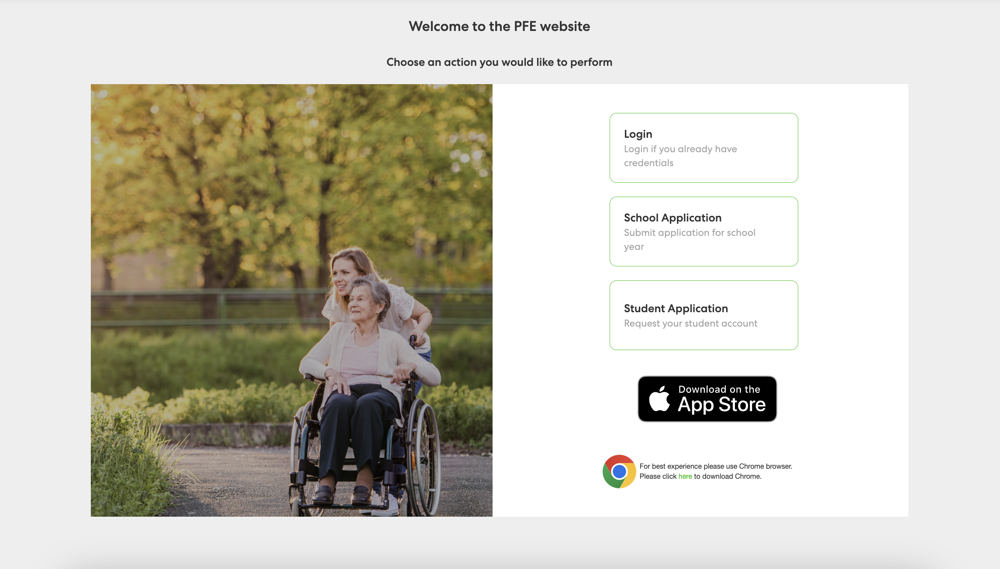 Welcome to the PFE website
Choose an action you would like to perform
Login
Login if you already have
credentials
School Application
Submit application for school
year
Student Application
Request your student account
Download on the
App Store
For best experience please use Chrome browser.
Please click here to download Chrome.